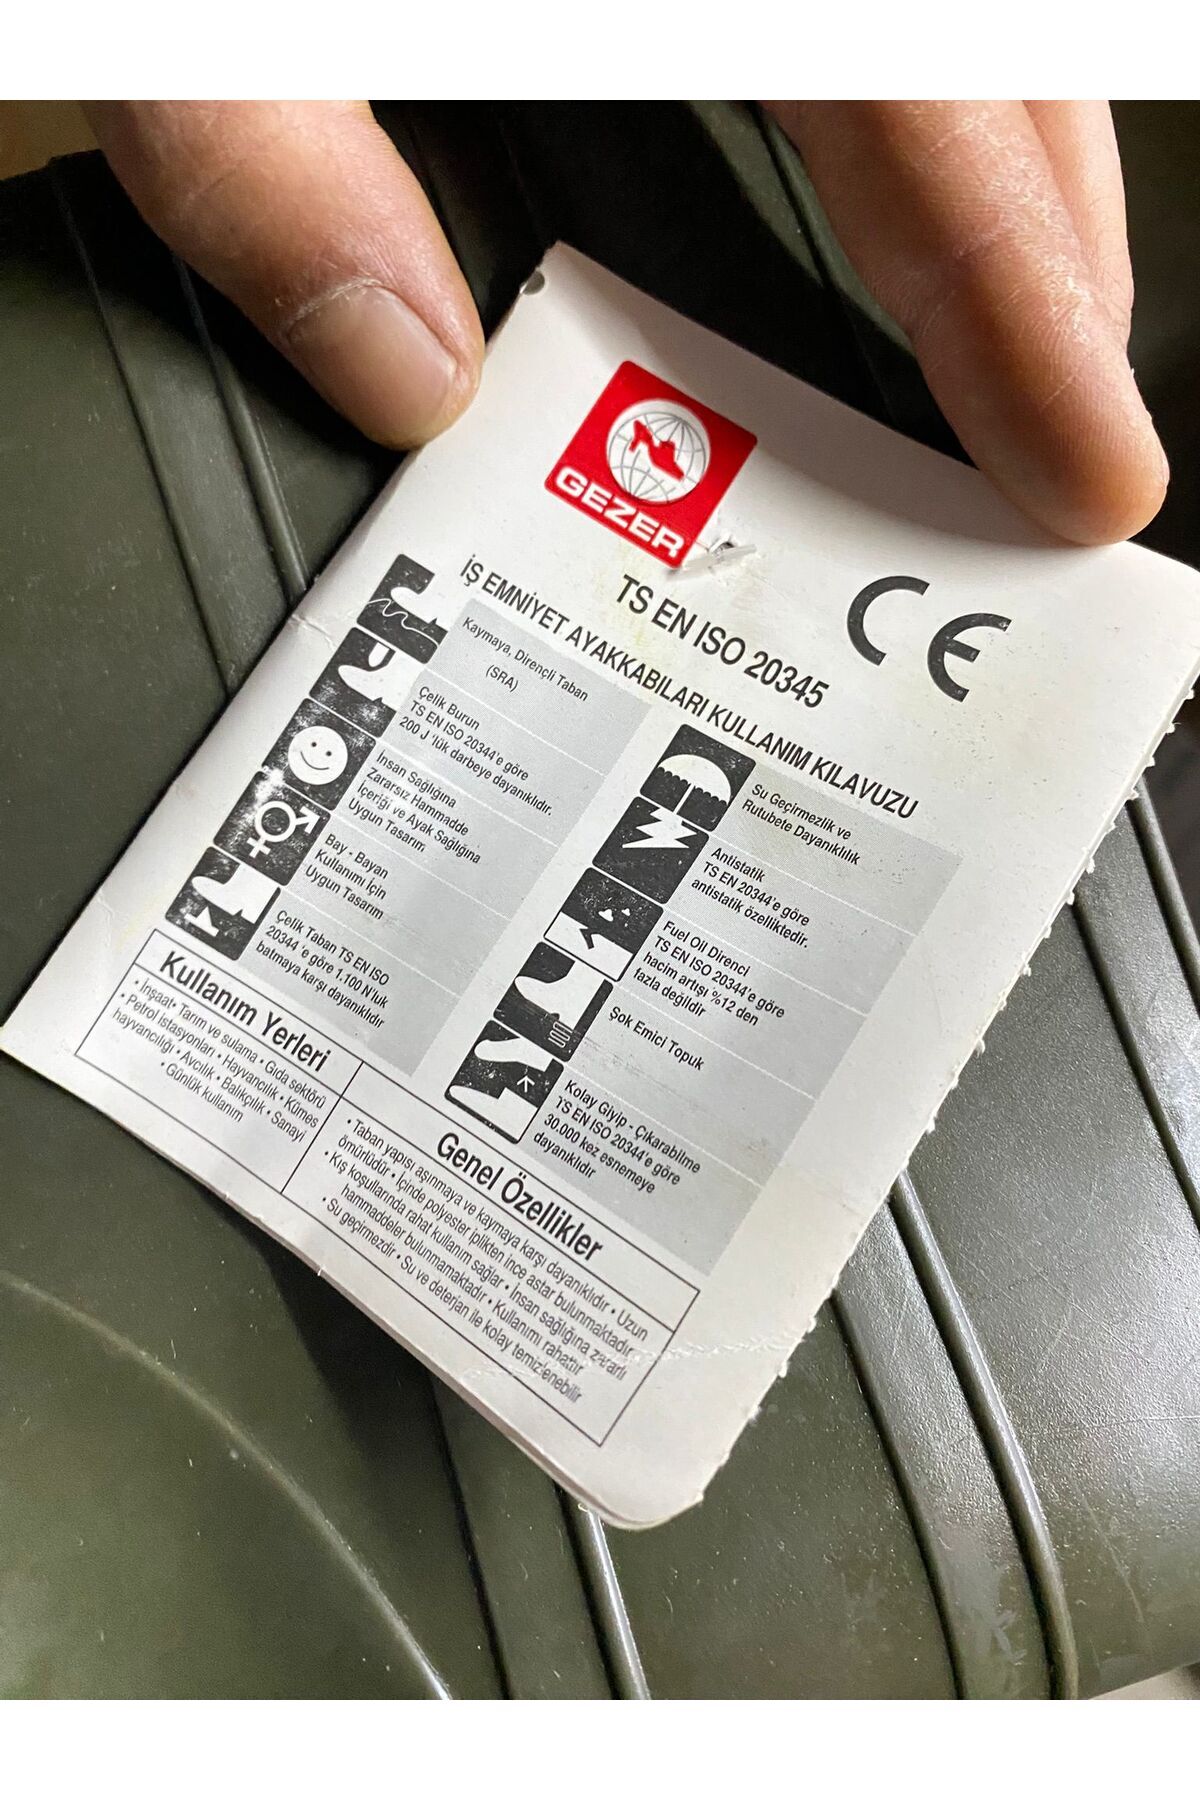 GEZER
CE
TS EN ISO 20345
İŞ EMNİYET AYAKKABILARI KULLANIM KILAVUZU
Kaymaya, Dirençli Taban
(SRA)
Çelik Burun
TS EN ISO 20344'e göre
200 J 'lük darbeye dayanıklıdır.
İnsan Sağlığına
Zararsız Hammadde
İçeriği ve Ayak Sağlığına
Uygun Tasarım
Bay - Bayan
Kullanımı İçin
Uygun Tasarım
Çelik Taban TS EN ISO
20344 'e göre 1.100 N'luk
batmaya karşı dayanıklıdır
Su Geçirmezlik ve
Rutubete Dayanıklılık
Antistatik
TS EN 20344'e göre
antistatik özelliktedir.
Fuel Oil Direnci
TS EN ISO 20344'e göre
hacim artışı %12 den
fazla değildir
Şok Emici Topuk
Kolay Giyip - Çıkarabilme
TS EN ISO 20344'e göre
30.000 kez esnemeye
dayanıklıdır
Kullanım Yerleri
• İnşaat• Tarım ve sulama • Gıda sektörü
• Petrol istasyonları • Hayvancılık • Kümes
hayvancılığı • Avcılık • Balıkçılık • Sanayi
• Günlük kullanım
Genel Özellikler
• Taban yapısı aşınmaya ve kaymaya karşı dayanıklıdır • Uzun
ömürlüdür • İçinde polyester iplikten ince astar bulunmaktadır
• Kış koşullarında rahat kullanım sağlar • İnsan sağlığına zararlı
hammaddeler bulunmamaktadır • Kullanımı rahattır
• Su geçirmezdir • Su ve deterjan ile kolay temizlenebilir